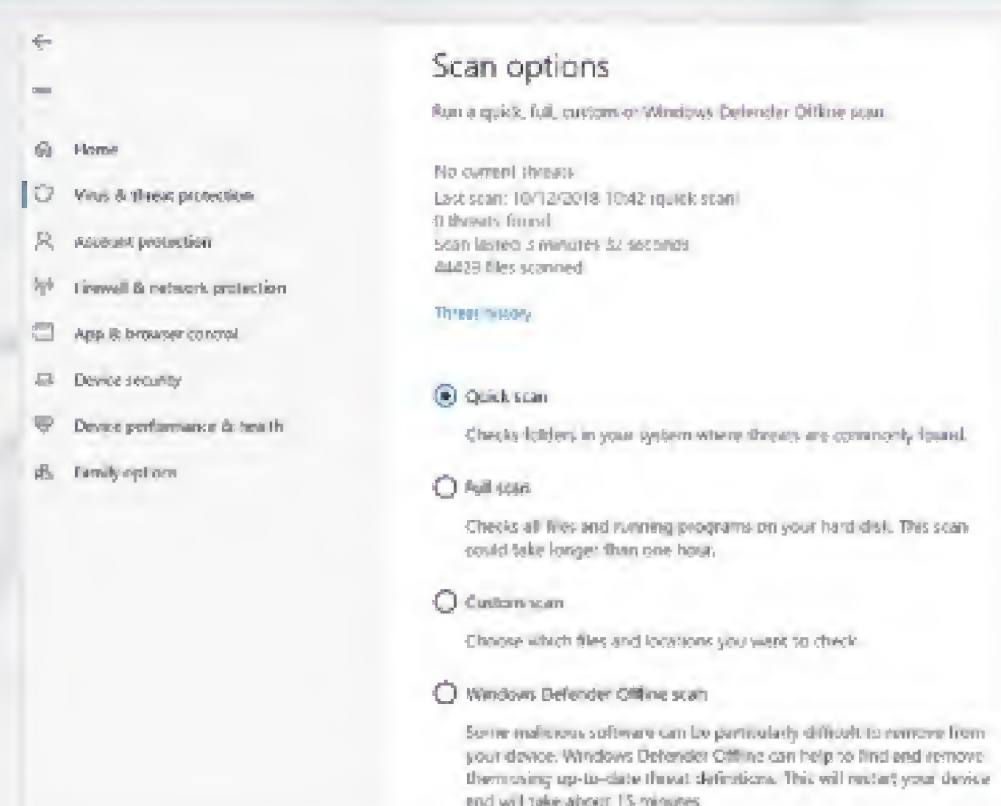 Scan options
Run a quick, full, custom or Windows Defender Offline scan.
Home
Virus & threat protection
Account protection
Firewall & network protection
App & browser control
Device security
Device performance & health
Family options
No current threats
Last scan: 10/12/2018 10:42 (quick scan)
0 threats found
Scan lasted 3 minutes 32 seconds
44429 files scanned
Threat history
Quick scan
Checks folders in your system where threats are commonly found.
Full scan
Checks all files and running programs on your hard disk. This scan
could take longer than one hour.
Custom scan
Choose which files and locations you want to check.
Windows Defender Offline scan
Some malicious software can be particularly difficult to remove from
your device. Windows Defender Offline can help to find and remove
them using up-to-date threat definitions. This will restart your device
and will take about 15 minutes.